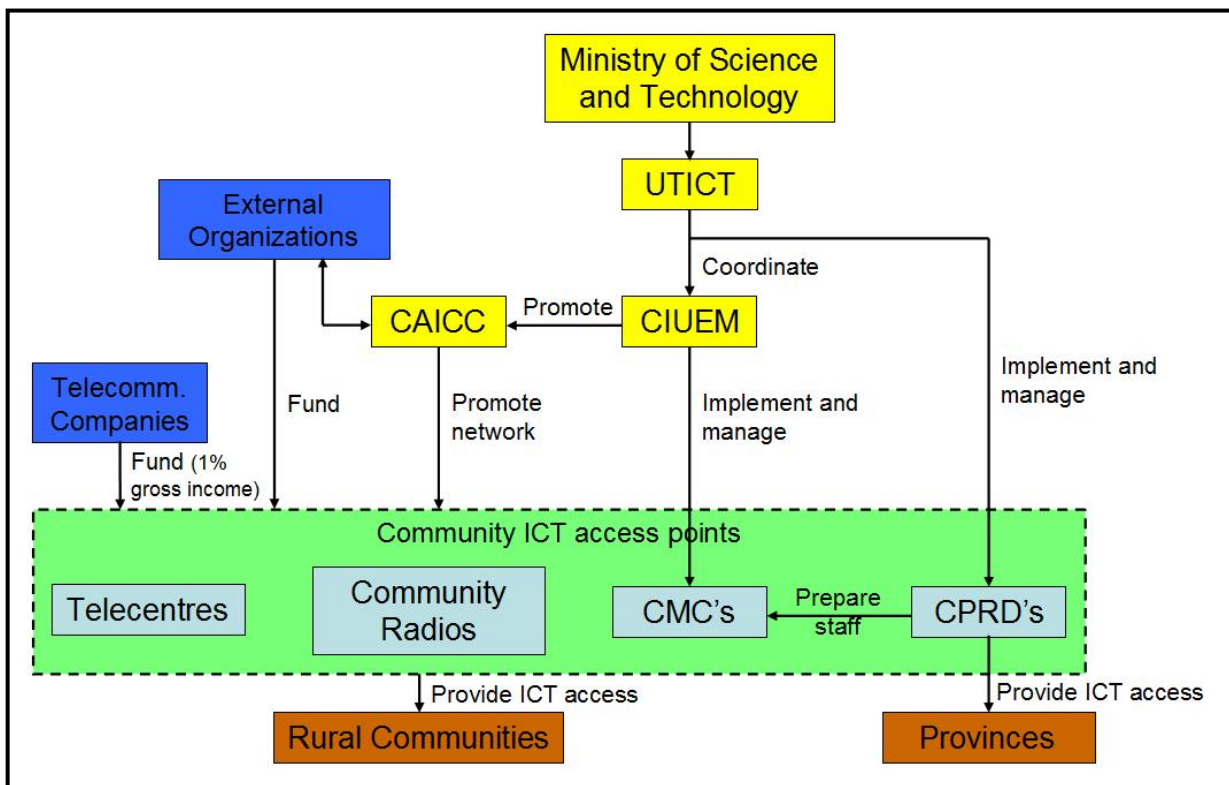 Ministry of Science
and Technology
UTICT
External
Organizations
Coordinate
CAICC
Promote
CIUEM
Telecomm.
Companies
Fund
Promote
network
Implement and
manage
Implement and
manage
Fund (1%
gross income)
Community ICT access points
Telecentres
Community
Radios
CMC's
Prepare
staff
CPRD's
Provide ICT access
Provide ICT access
Rural Communities
Provinces